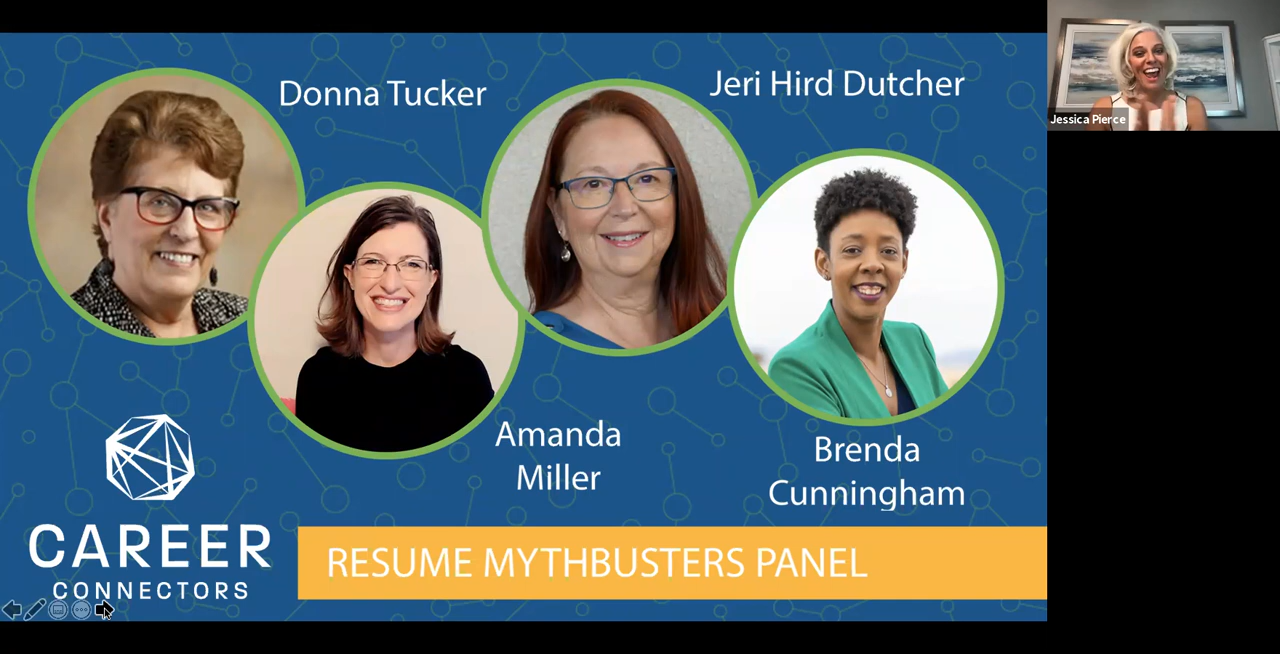 Donna Tucker
Jeri Hird Dutcher
Jessica Pierce
Amanda
Miller
Brenda
Cunningham
CAREER
CONNECTORS
RESUME MYTHBUSTERS PANEL